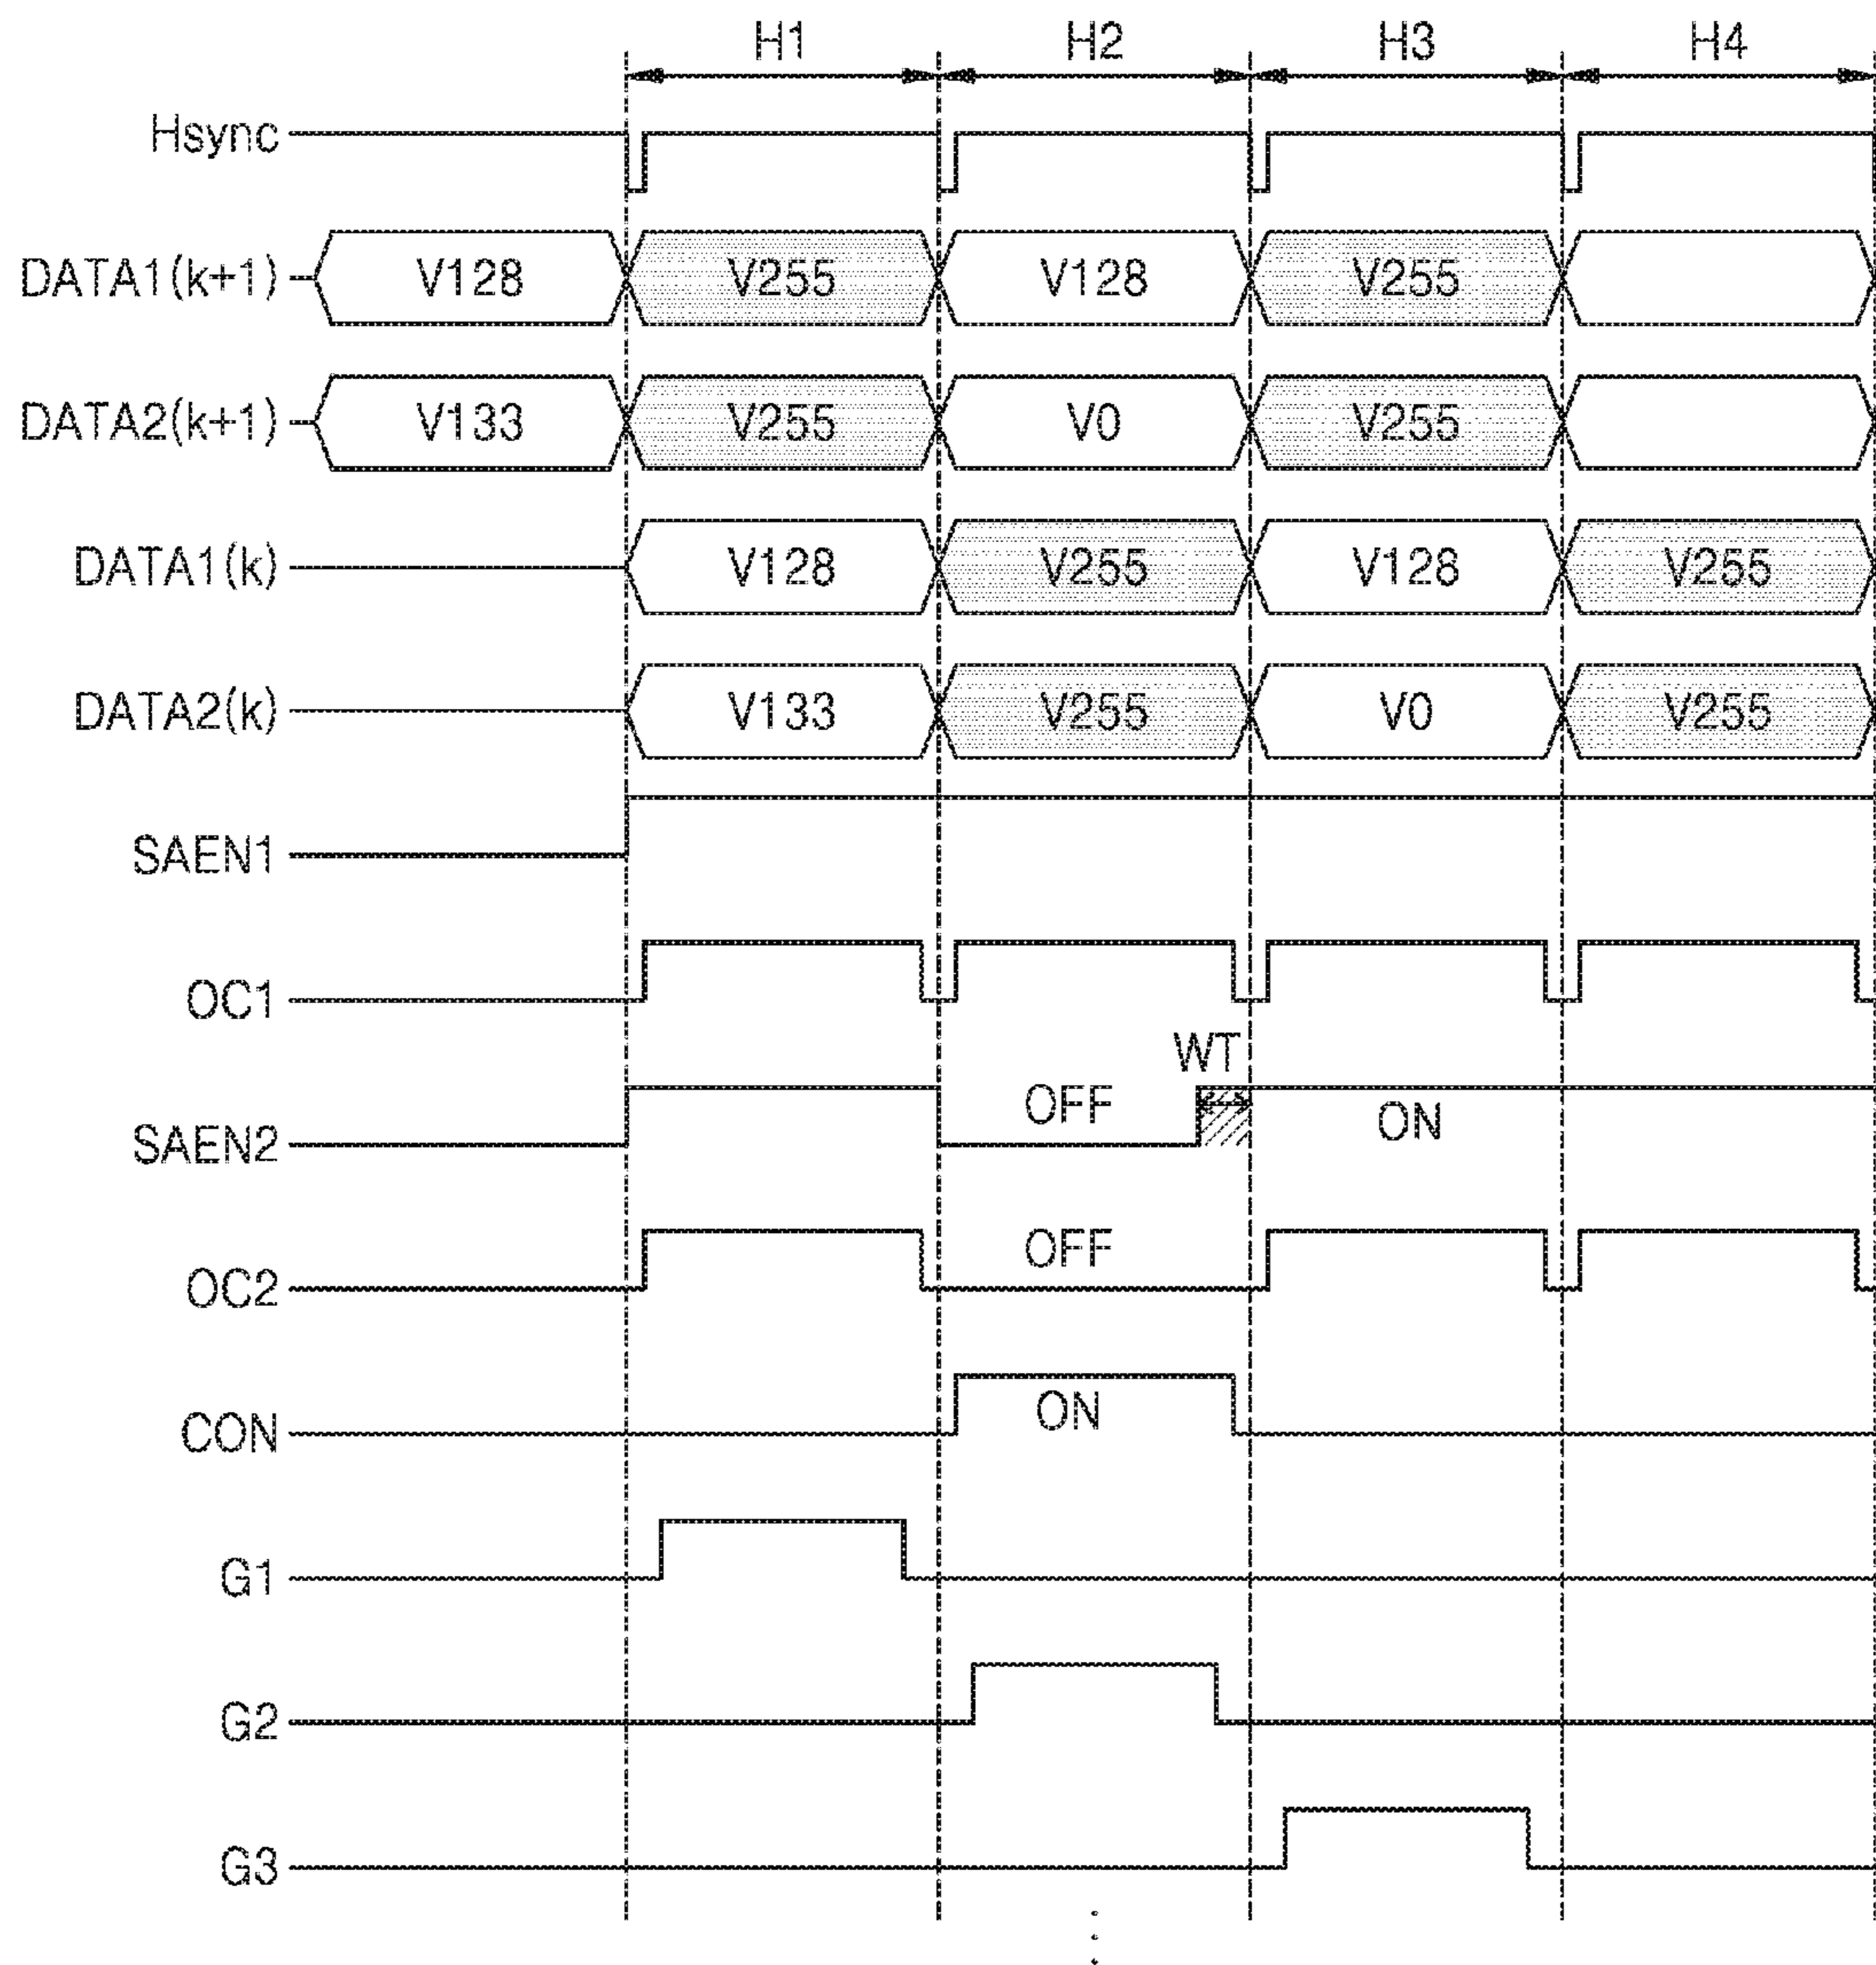 H1 H2 H3 H4
Hsync
DATA1(k+1) V128 V255 V128 V255
DATA2(k+1) V133 V255 V0 V255
DATA1(k) V128 V255 V128 V255
DATA2(k) V133 V255 V0 V255
SAEN1
OC1
WT
SAEN2 OFF ON
OC2 OFF
CON ON
G1
G2
G3